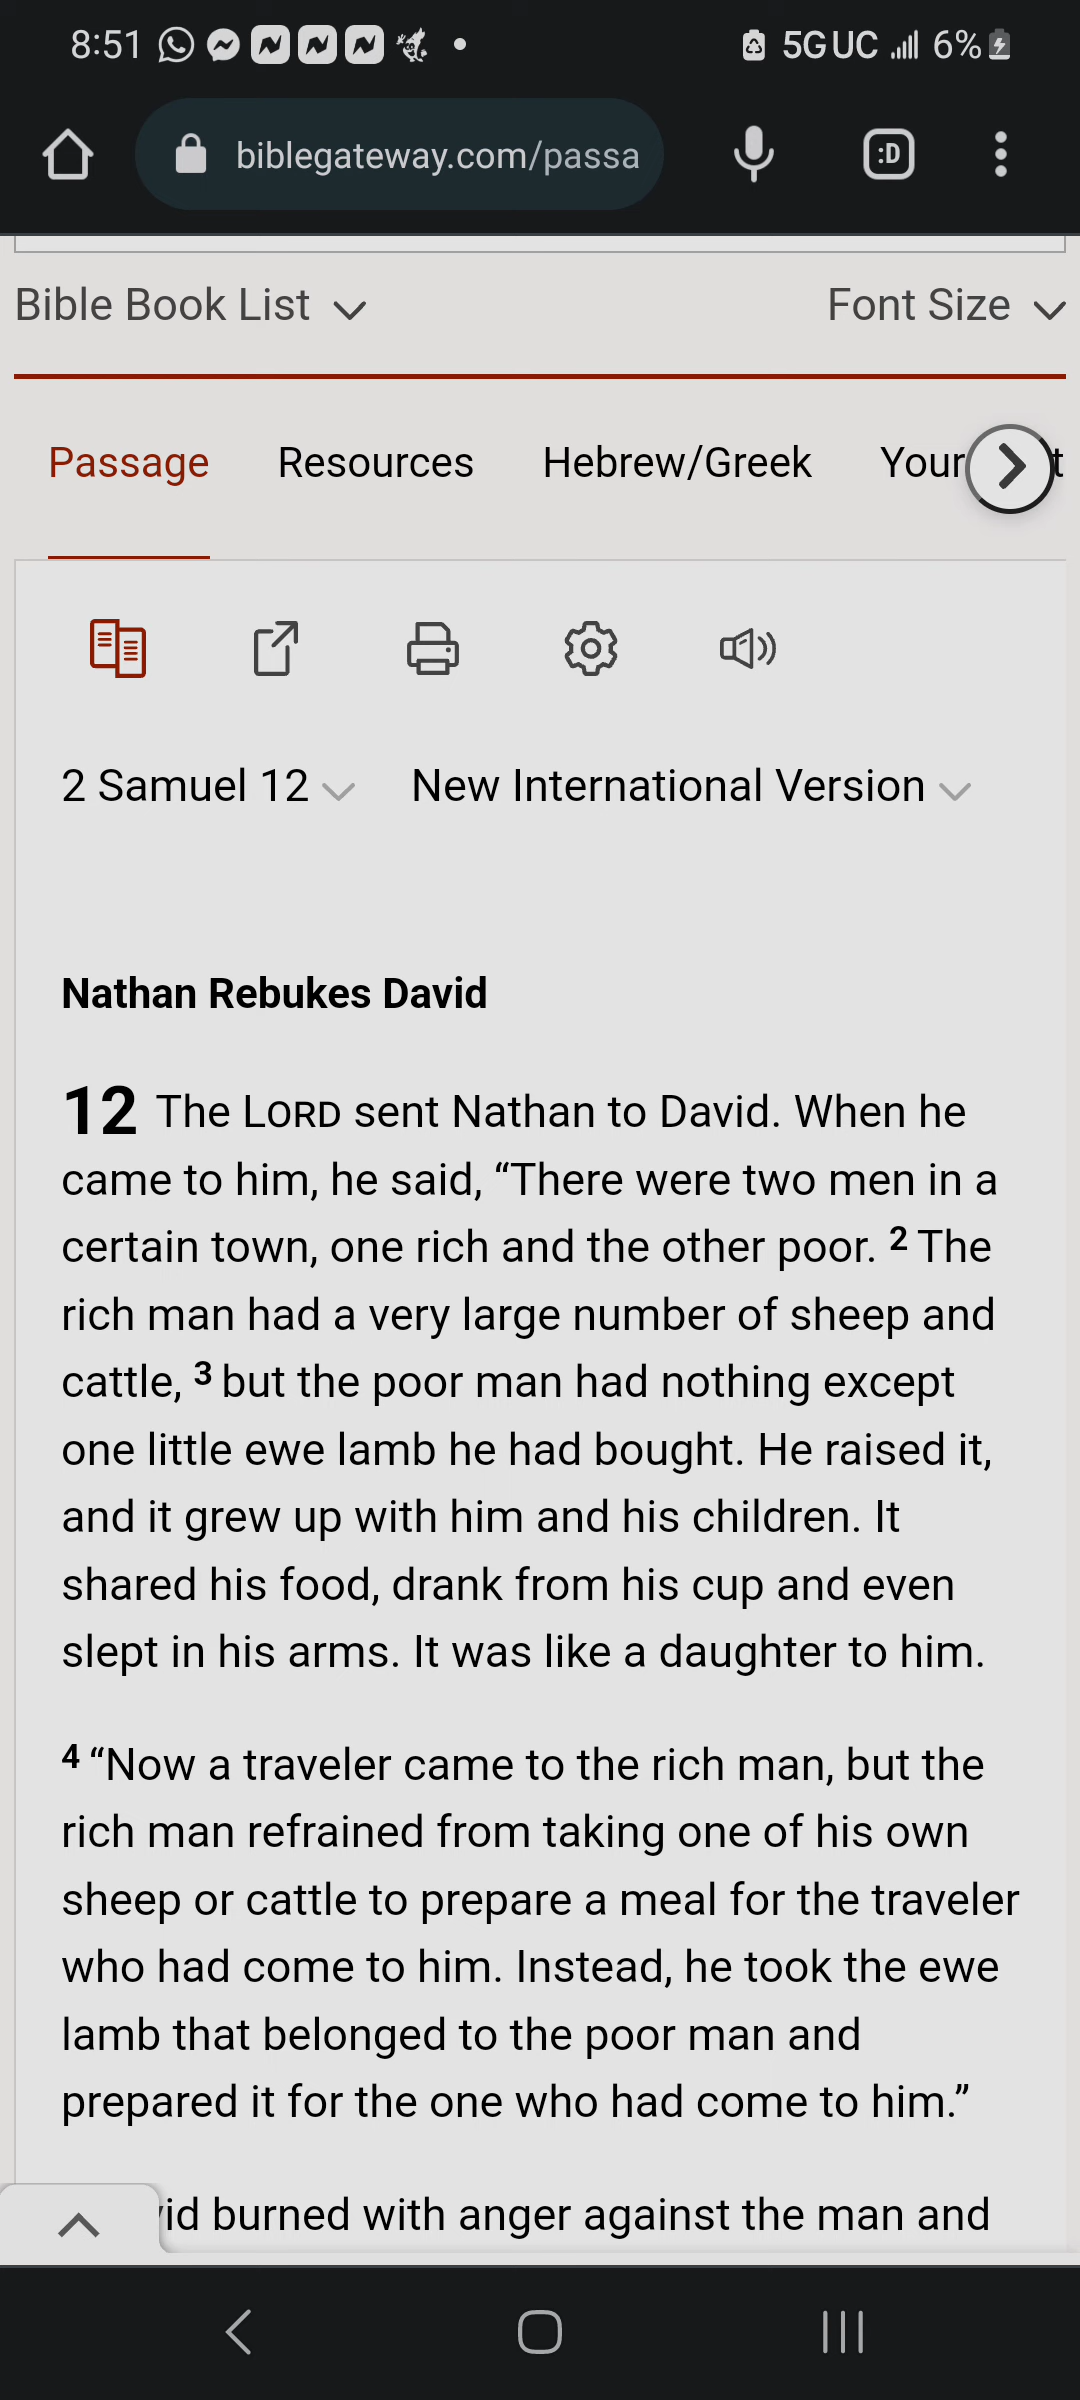 8:51
5G UC 6%
biblegateway.com/passa
:D
Bible Book List
Font Size
Passage Resources Hebrew/Greek Your
2 Samuel 12 New International Version
Nathan Rebukes David
12 The LORD sent Nathan to David. When he
came to him, he said, “There were two men in a
certain town, one rich and the other poor. 2 The
rich man had a very large number of sheep and
cattle, 3 but the poor man had nothing except
one little ewe lamb he had bought. He raised it,
and it grew up with him and his children. It
shared his food, drank from his cup and even
slept in his arms. It was like a daughter to him.
4 “Now a traveler came to the rich man, but the
rich man refrained from taking one of his own
sheep or cattle to prepare a meal for the traveler
who had come to him. Instead, he took the ewe
lamb that belonged to the poor man and
prepared it for the one who had come to him.”
id burned with anger against the man and